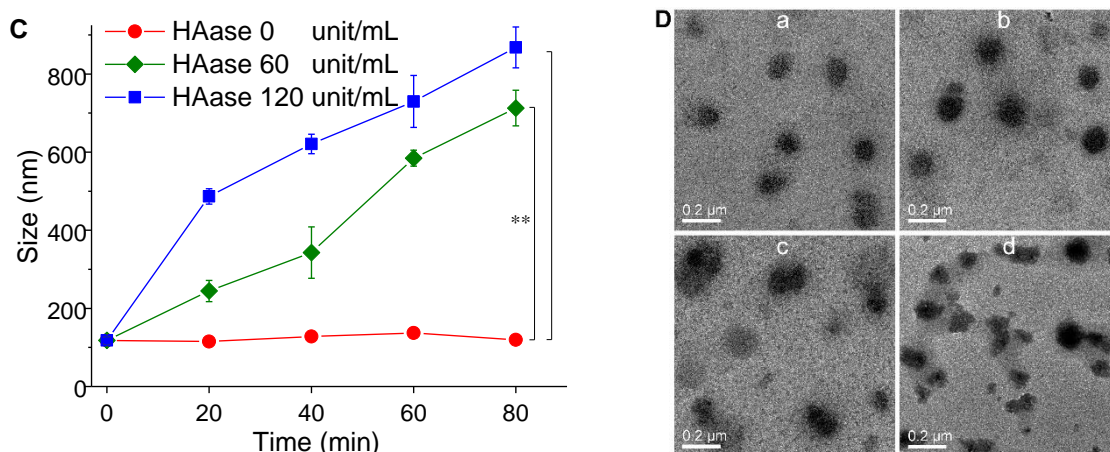 C
HAase 0 unit/mL
HAase 60 unit/mL
HAase 120 unit/mL
Size (nm)
800
600
400
200
0
**
0 20 40 60 80
Time (min)
D
a
b
0.2 µm
0.2 µm
c
d
0.2 µm
0.2 µm